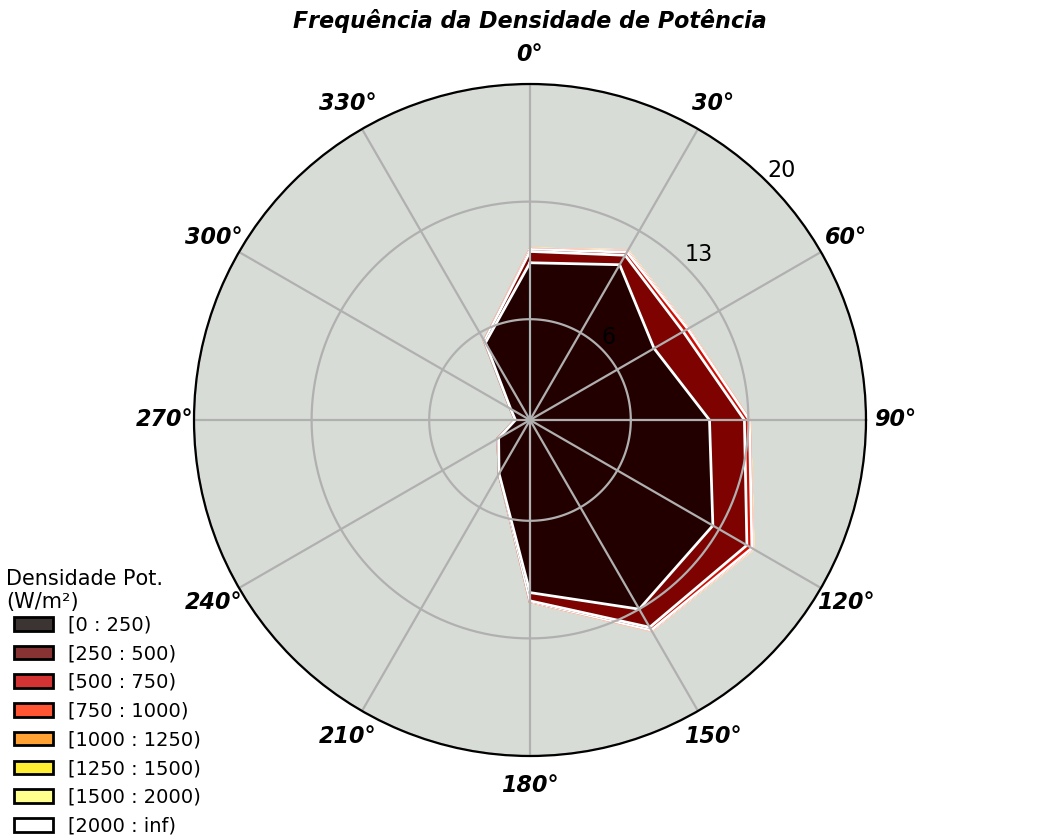 Frequência da Densidade de Potência
0°
330°
30°
20
300°
60°
13
6
270°
90°
Densidade Pot.
(W/m²)
240°
120°
[0 : 250)
[250 : 500)
[500 : 750)
[750 : 1000)
210°
150°
[1000 : 1250)
[1250 : 1500)
180°
[1500 : 2000)
[2000 : inf)